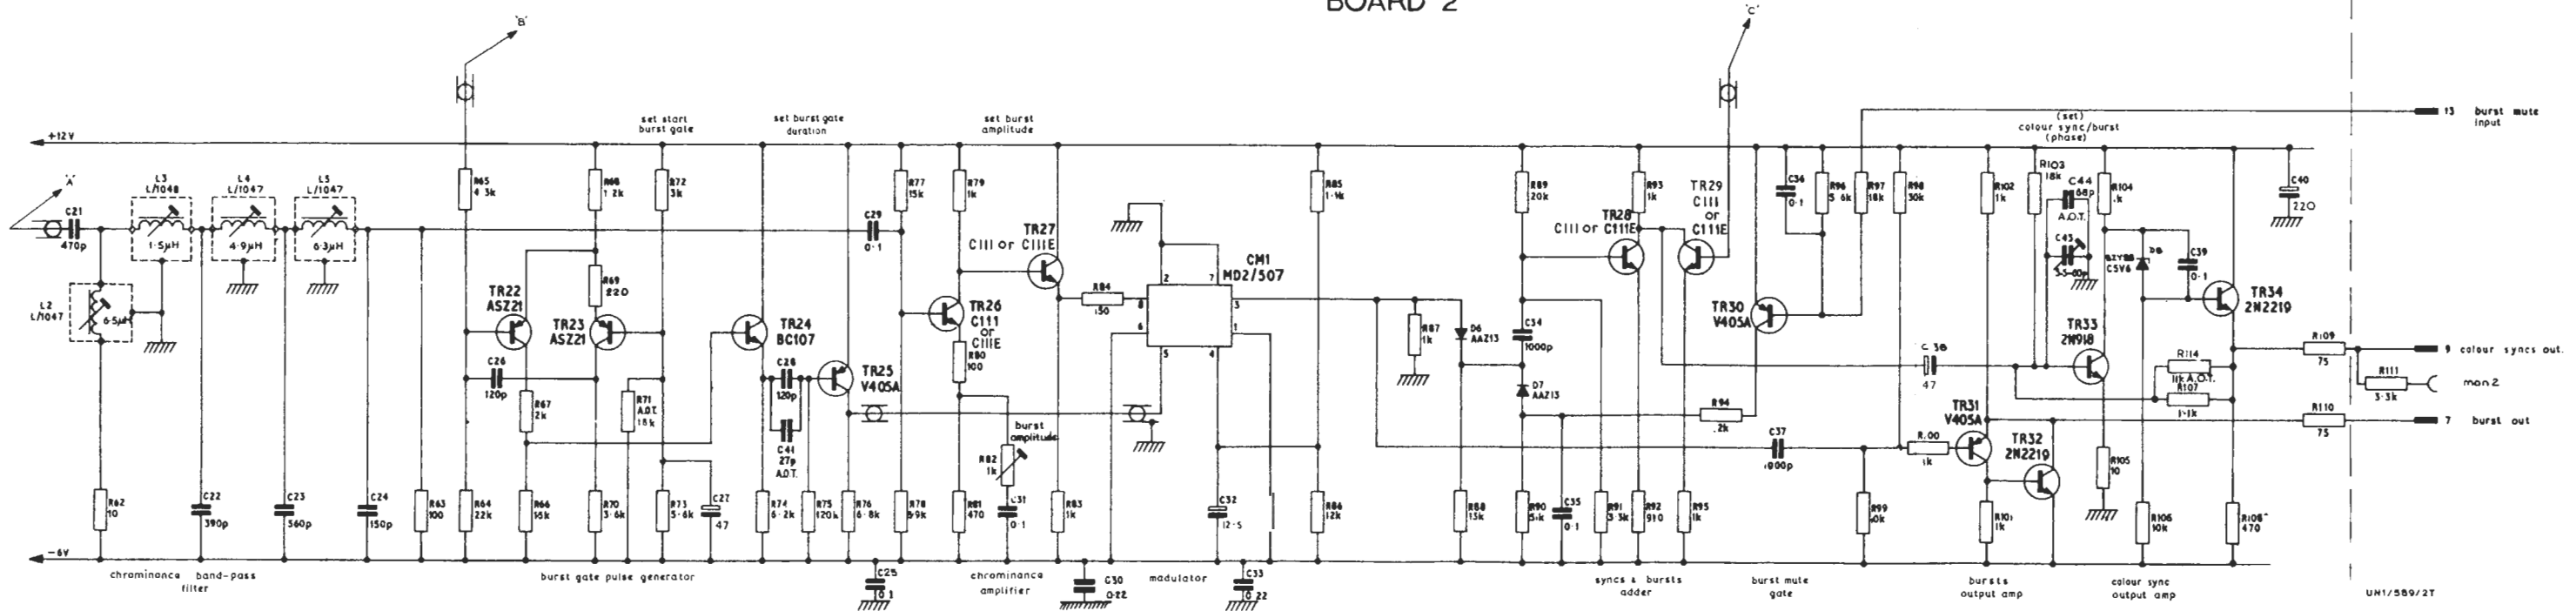 BOARD 2
'B'
'C'
'A'
+12V
set start
burst gate
set burst gate
duration
set burst
amplitude
(set)
colour sync/burst
(phase)
13 burst mute
input
L3
L/1048
1·5µH
L4
L/1047
4·9µH
L5
L/1047
6·3µH
C21
470p
L2
L/1047
6·5µH
R62
10
C22
390p
C23
560p
C24
150p
R63
100
R65
4·3k
R64
22k
TR22
ASZ21
C26
120p
R67
2k
R66
16k
R68
1·2k
R69
220
TR23
ASZ21
R70
3·6k
R72
3k
R71
A.O.T.
18k
R73
5·6k
C27
47
TR24
BC107
C28
120p
C41
27p
A.O.T.
R74
6·2k
R75
120k
TR25
V405A
R76
6·8k
C29
0·1
R77
15k
R78
R79
1k
TR26
C111
or
C111E
R80
100
burst
amplitude
R82
1k
R81
470
C31
0·1
TR27
C111 or C111E
R83
1k
R84
150
CM1
MD2/507
2
7
8
3
6
1
5
4
C32
12·5
R85
R86
12k
R87
1k
D6
AAZ13
R88
15k
R89
20k
C34
1000p
D7
AAZ13
R90
51k
C35
0·1
R91
3·3k
R93
1k
TR28
C111 or C111E
R92
910
TR29
C111
or
C111E
R95
1k
R94
TR30
V405A
C36
0·1
R96
5·6k
R97
18k
R98
30k
C37
1000p
R99
R100
1k
R102
1k
TR31
V405A
TR32
2N2219
R101
1k
C38
47
R103
18k
C44
68p
A.O.T.
C43
5·5-60p
R104
TR33
2N918
R105
10
D8
BZY88
C5V6
C39
0·1
R114
11k A.O.T.
R107
1·1k
R106
10k
TR34
2N2219
R108
470
C40
220
R109
75
9 colour syncs out.
R111
3·3k
mon 2
R110
75
7 burst out
-6V
C25
0·1
C30
0·22
C33
0·22
chrominance band-pass
filter
burst gate pulse generator
chrominance
amplifier
modulator
syncs & bursts
adder
burst mute
gate
bursts
output amp
colour sync
output amp
UN1/589/2T